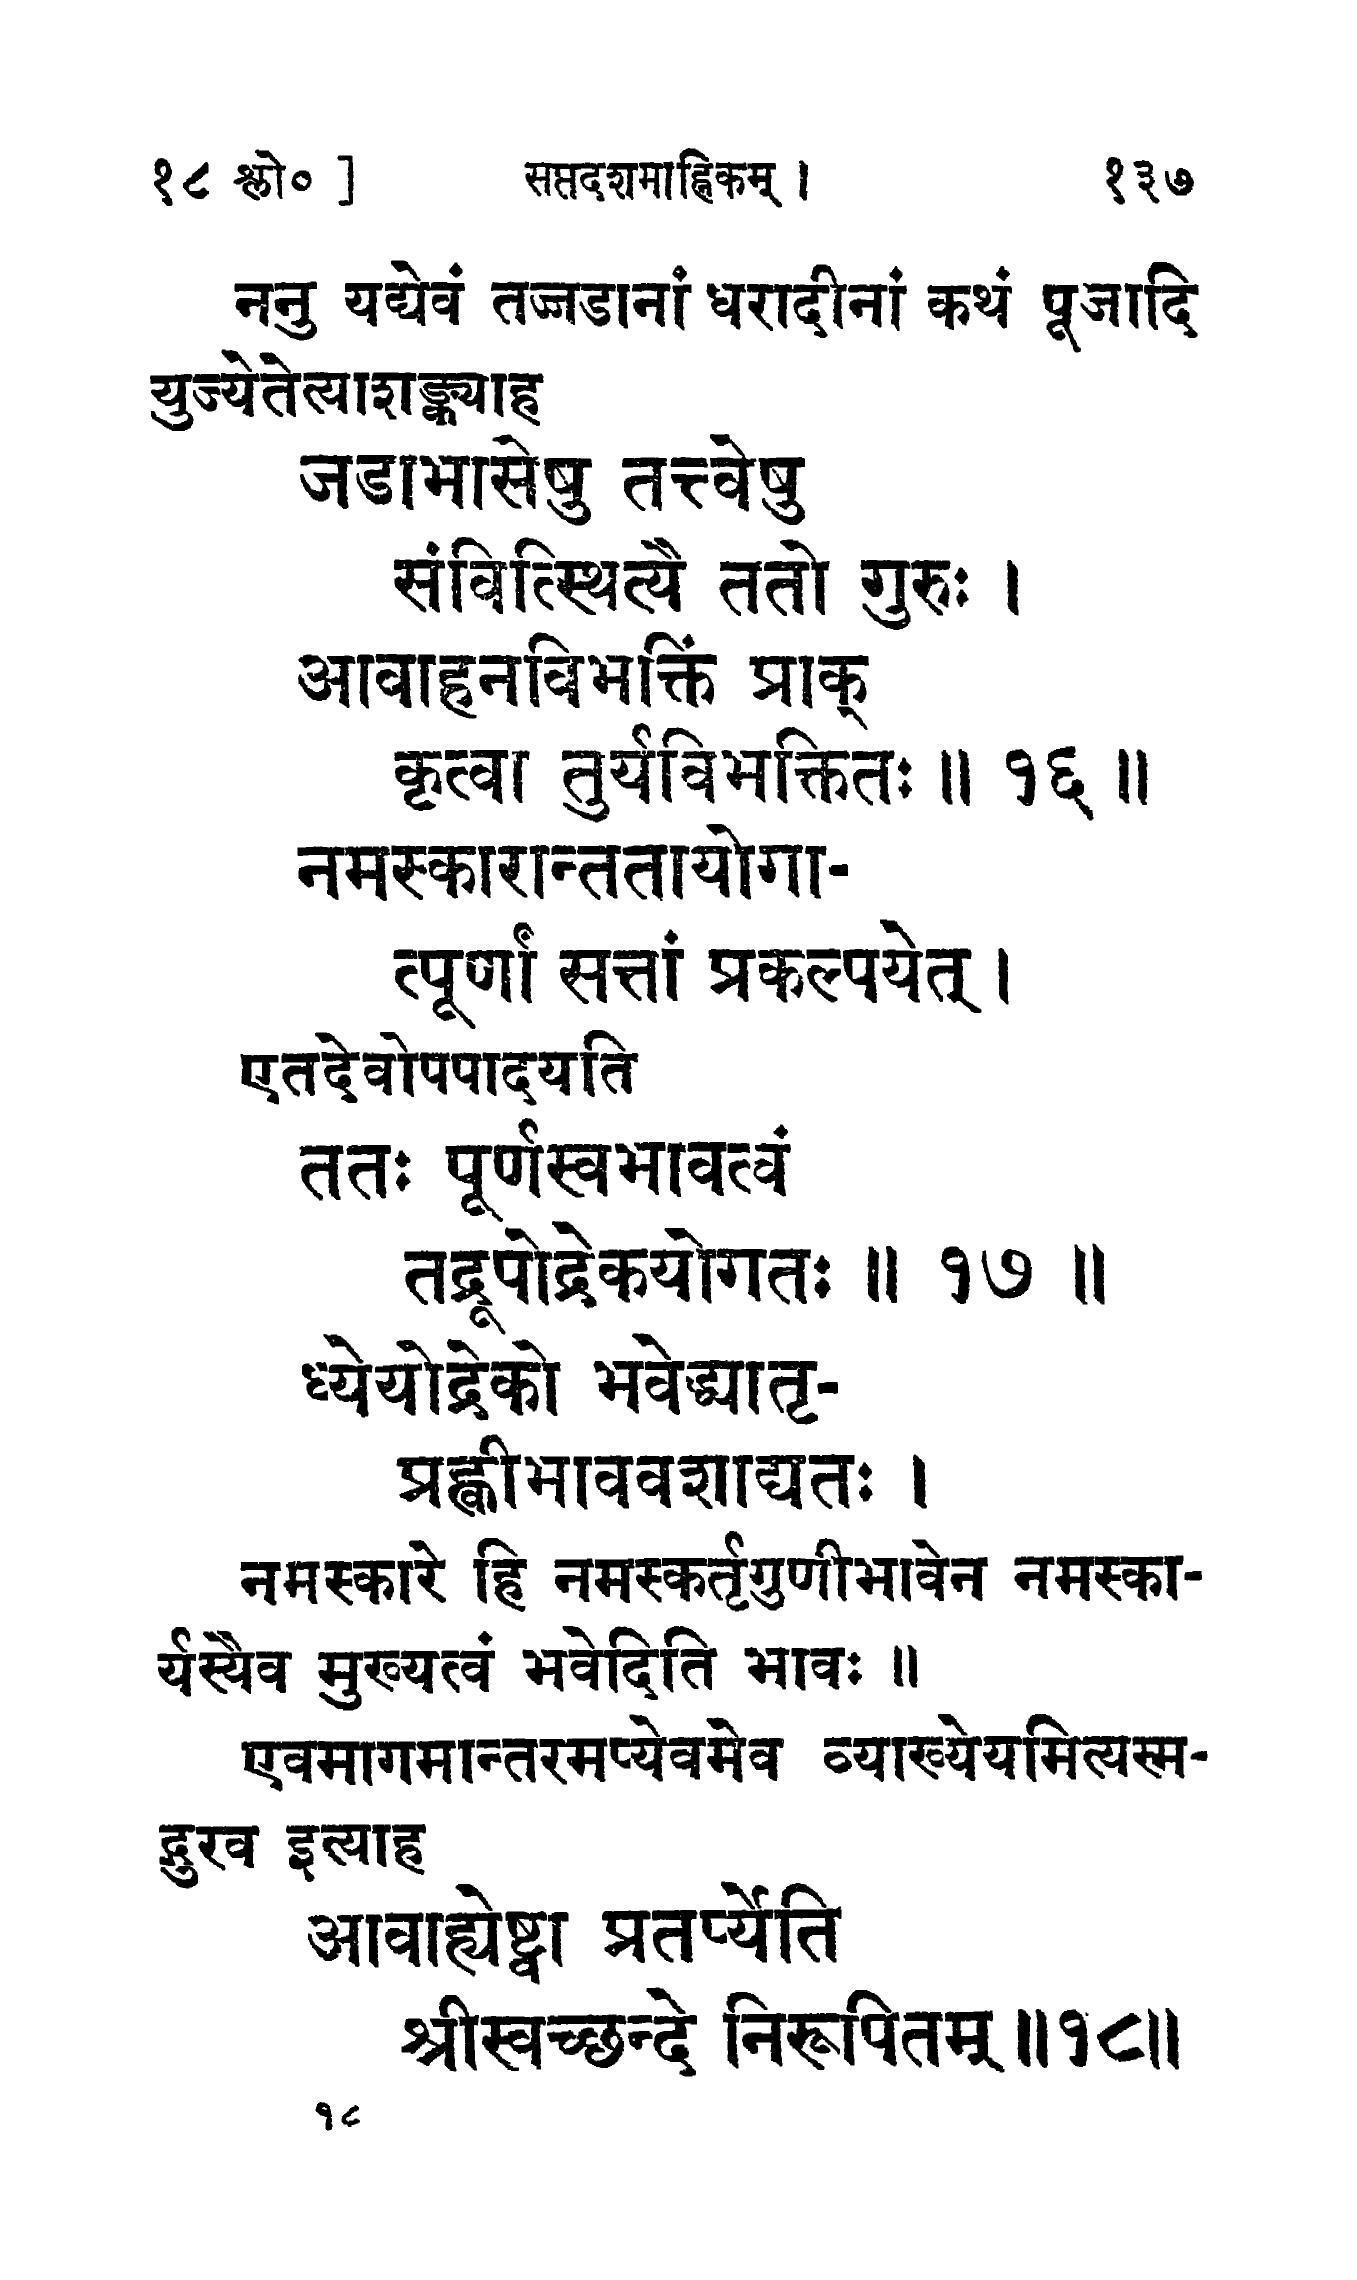 १८ श्लो० ] सप्तदशमाह्निकम् । १३७
ननु यद्येवं तज्जडानां धरादीनां कथं पूजादि
युज्येतेत्याशङ्क्याह
जडाभासेषु तत्त्वेषु
संवित्स्थित्यै ततो गुरुः ।
आवाहनविभक्तिं प्राक्
कृत्वा तुर्यविभक्तितः ॥ १६ ॥
नमस्कारान्ततायोगा-
त्पूर्णां सत्तां प्रकल्पयेत् ।
एतदेवोपपादयति
ततः पूर्णस्वभावत्वं
तद्रूपोद्रेकयोगतः ॥ १७ ॥
ध्येयोद्रेको भवेद्ध्यातृ-
प्रह्वीभाववशाद्यतः ।
नमस्कारे हि नमस्कर्तृगुणीभावेन नमस्का-
र्यस्यैव मुख्यत्वं भवेदिति भावः ॥
एवमागमान्तरमप्येवमेव व्याख्येयमित्यस्म-
द्गुरव इत्याह
आवाह्येष्ट्वा प्रतर्प्येति
श्रीस्वच्छन्दे निरूपितम् ॥१८॥
१८